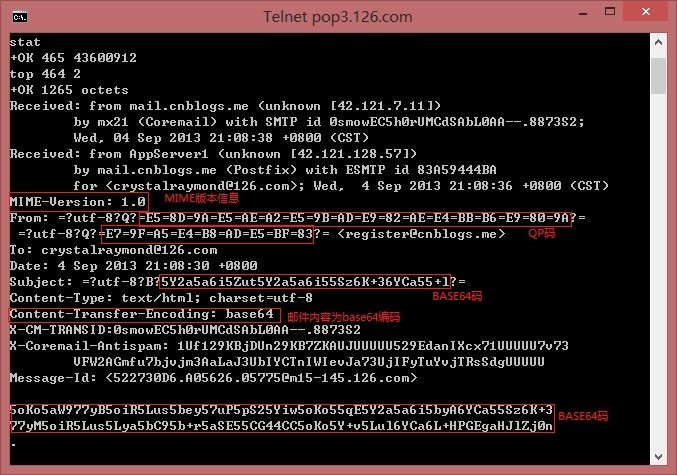 Telnet pop3.126.com
stat
+OK 465 43600912
top 464 2
+OK 1265 octets
Received: from mail.cnblogs.me (unknown [42.121.7.11])
by mx21 (Coremail) with SMTP id 0smowEC5h0rUMCdSAbL0AA--.8873S2;
Wed, 04 Sep 2013 21:08:38 +0800 (CST)
Received: from AppServer1 (unknown [42.121.128.57])
by mail.cnblogs.me (Postfix) with ESMTP id 83A59444BA
for <crystalraymond@126.com>; Wed,  4 Sep 2013 21:08:36 +0800 (CST)
MIME-Version: 1.0 MIME版本信息
From: =?utf-8?Q?=E5=8D=9A=E5=AE=A2=E5=9B=AD=E9=82=AE=E4=BB=B6=E9=80=9A?=
=?utf-8?Q?=E7=9F=A5=E4=B8=AD=E5=BF=83?= <register@cnblogs.me> QP码
To: crystalraymond@126.com
Date: 4 Sep 2013 21:08:30 +0800
Subject: =?utf-8?B?5Y2a5a6i5Zut5Y2a5a6i55Sz6K+36YCa55+l?=
BASE64码
Content-Type: text/html; charset=utf-8
Content-Transfer-Encoding: base64 邮件内容为base64编码
X-CM-TRANSID:0smowEC5h0rUMCdSAbL0AA--.8873S2
X-Coremail-Antispam: 1Uf129KBjDUn29KB7ZKAUJUUUUU529EdanIXcx71UUUUU7v73
VFW2AGmfu7bjvjm3AaLaJ3UbIYCTnIWIevJa73UjIFyTuYvjTRsSdgUUUUU
Message-Id: <522730D6.A05626.05775@m15-145.126.com>
5oKo5aW977yB5oiR5Lus5bey57uP5pS25Yiw5oKo55qE5Y2a5a6i5byA6YCa55Sz6K+3
BASE64码
77yM5oiR5Lus5Lya5bC95b+r5aSE55CG44CC5oKo5Y+v5Lul6YCa6L+HPGEgaHJlZj0n
.